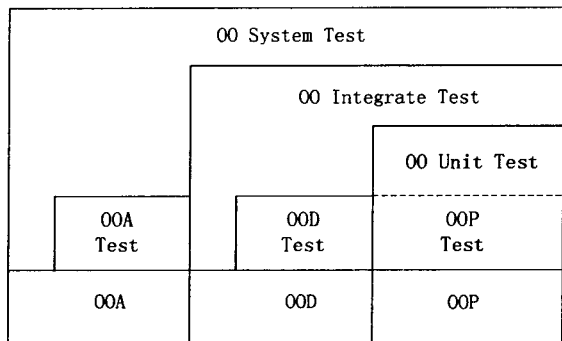 OO System Test
OO Integrate Test
OO Unit Test
OOA
Test
OOD
Test
OOP
Test
OOA
OOD
OOP